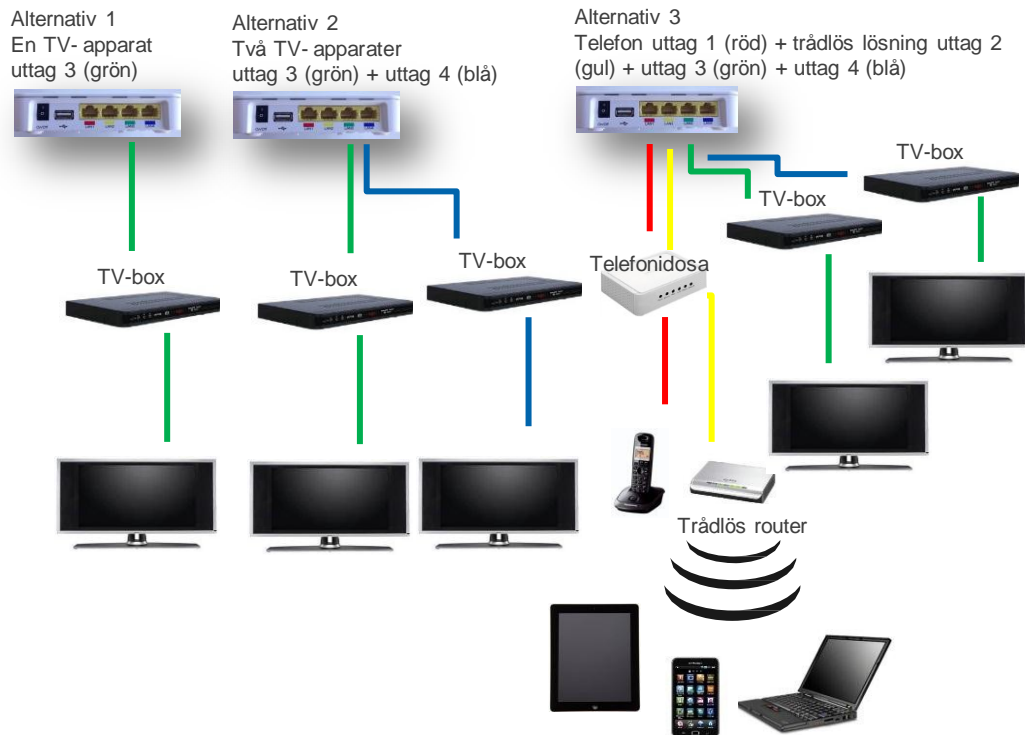 Alternativ 1
En TV- apparat
uttag 3 (grön)
Alternativ 2
Två TV- apparater
uttag 3 (grön) + uttag 4 (blå)
Alternativ 3
Telefon uttag 1 (röd) + trådlös lösning uttag 2
(gul) + uttag 3 (grön) + uttag 4 (blå)
TV-box
TV-box
TV-box
TV-box
TV-box
Telefonidosa
Trådlös router